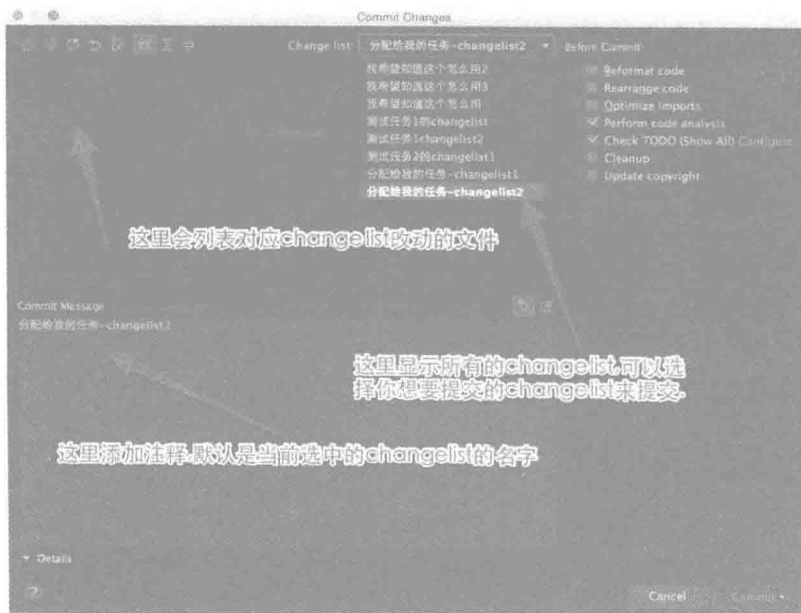 Commit Changes
Change list: 分配给我的任务-changelist2
Before Commit
我希望知道这个怎么用2
我希望知道这个怎么用3
我希望知道这个怎么用
测试任务1的changelist
测试任务1changelist2
测试任务2的changelist1
分配给我的任务-changelist1
分配给我的任务-changelist2
Reformat code
Rearrange code
Optimize imports
Perform code analysis
Check TODO (Show All) Configure
Cleanup
Update copyright
这里会列表对应changelist改动的文件
Commit Message
分配给我的任务-changelist2
这里显示所有的changelist,可以选
择你想要提交的changelist来提交.
这里添加注释.默认是当前选中的changelist的名字
Details
?
Cancel
Commit